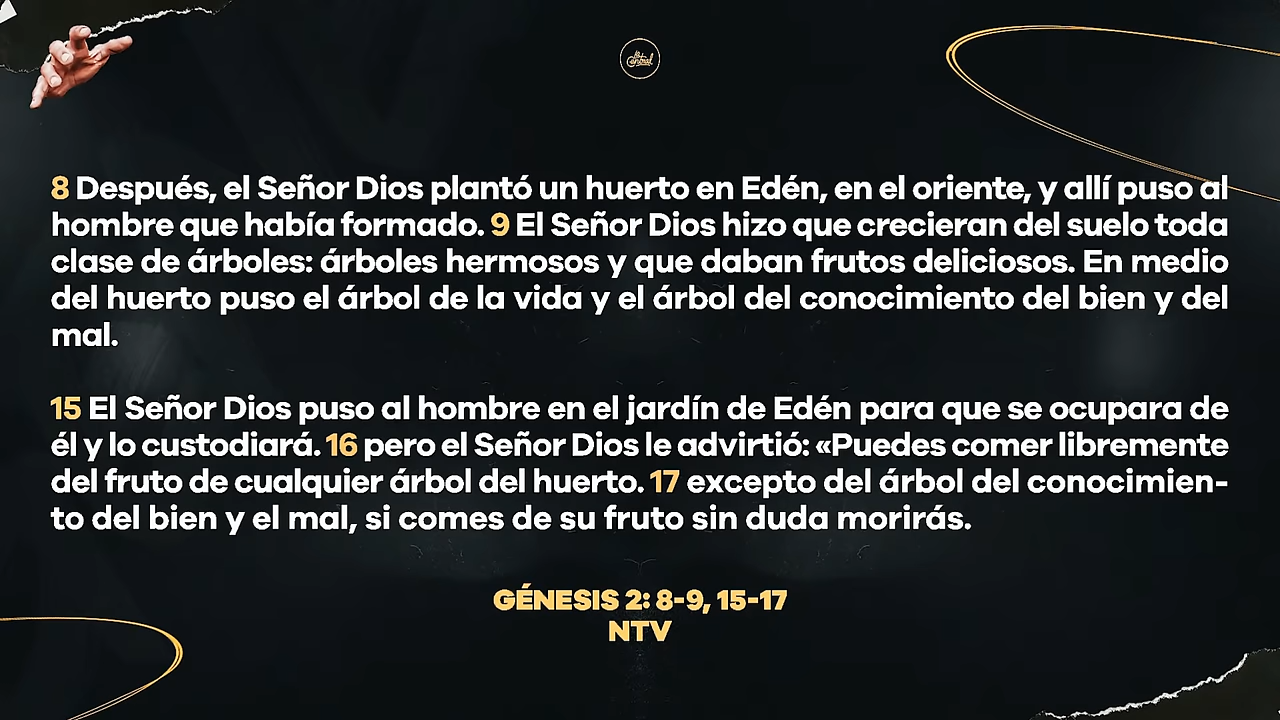 la
Central
8 Después, el Señor Dios plantó un huerto en Edén, en el oriente, y allí puso al
hombre que había formado. 9 El Señor Dios hizo que crecieran del suelo toda
clase de árboles: árboles hermosos y que daban frutos deliciosos. En medio
del huerto puso el árbol de la vida y el árbol del conocimiento del bien y del
mal.
15 El Señor Dios puso al hombre en el jardín de Edén para que se ocupara de
él y lo custodiará. 16 pero el Señor Dios le advirtió: «Puedes comer libremente
del fruto de cualquier árbol del huerto. 17 excepto del árbol del conocimien-
to del bien y el mal, si comes de su fruto sin duda morirás.
GÉNESIS 2: 8-9, 15-17
NTV